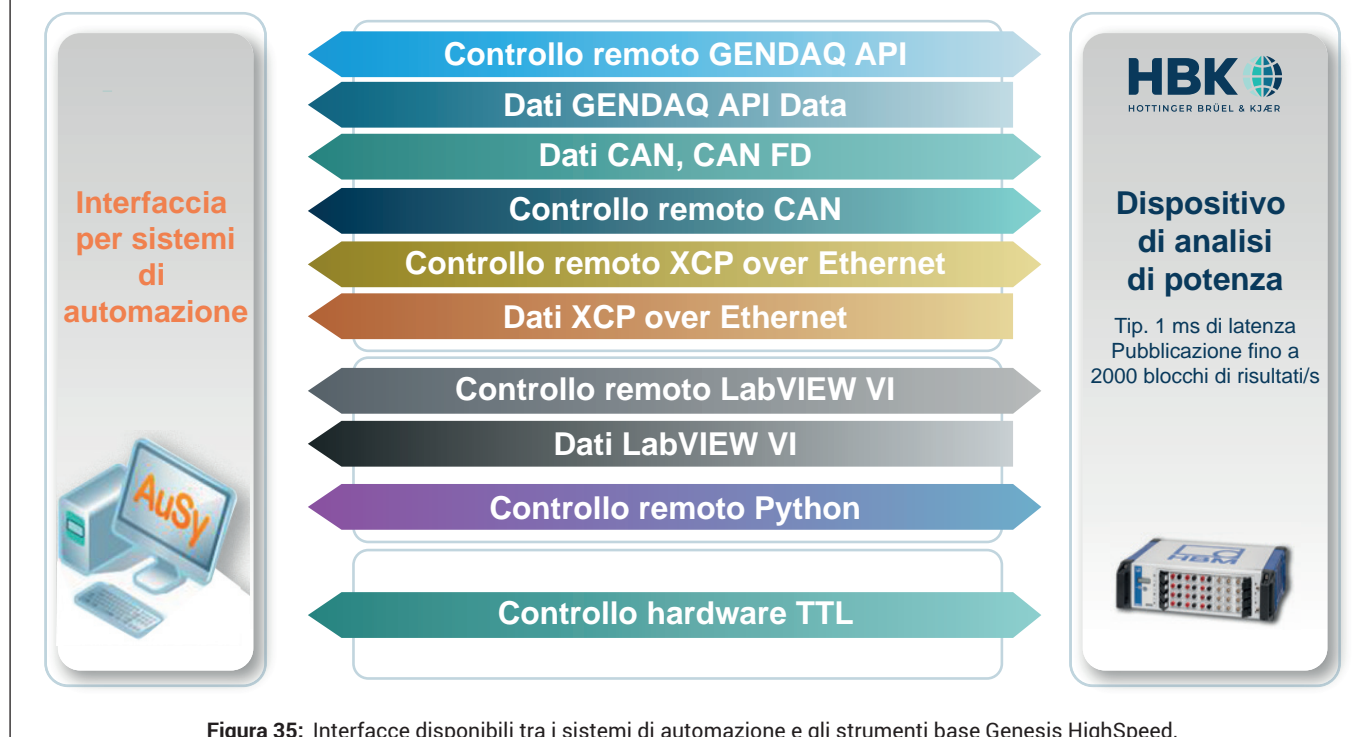 Interfaccia
per sistemi
di
automazione
AuSy
Controllo remoto GENDAQ API
Dati GENDAQ API Data
Dati CAN, CAN FD
Controllo remoto CAN
Controllo remoto XCP over Ethernet
Dati XCP over Ethernet
Controllo remoto LabVIEW VI
Dati LabVIEW VI
Controllo remoto Python
Controllo hardware TTL
HBK
HOTTINGER BRÜEL & KJÆR
Dispositivo
di analisi
di potenza
Tip. 1 ms di latenza
Pubblicazione fino a
2000 blocchi di risultati/s
HBM
Figura 35: Interfacce disponibili tra i sistemi di automazione e gli strumenti base Genesis HighSpeed.